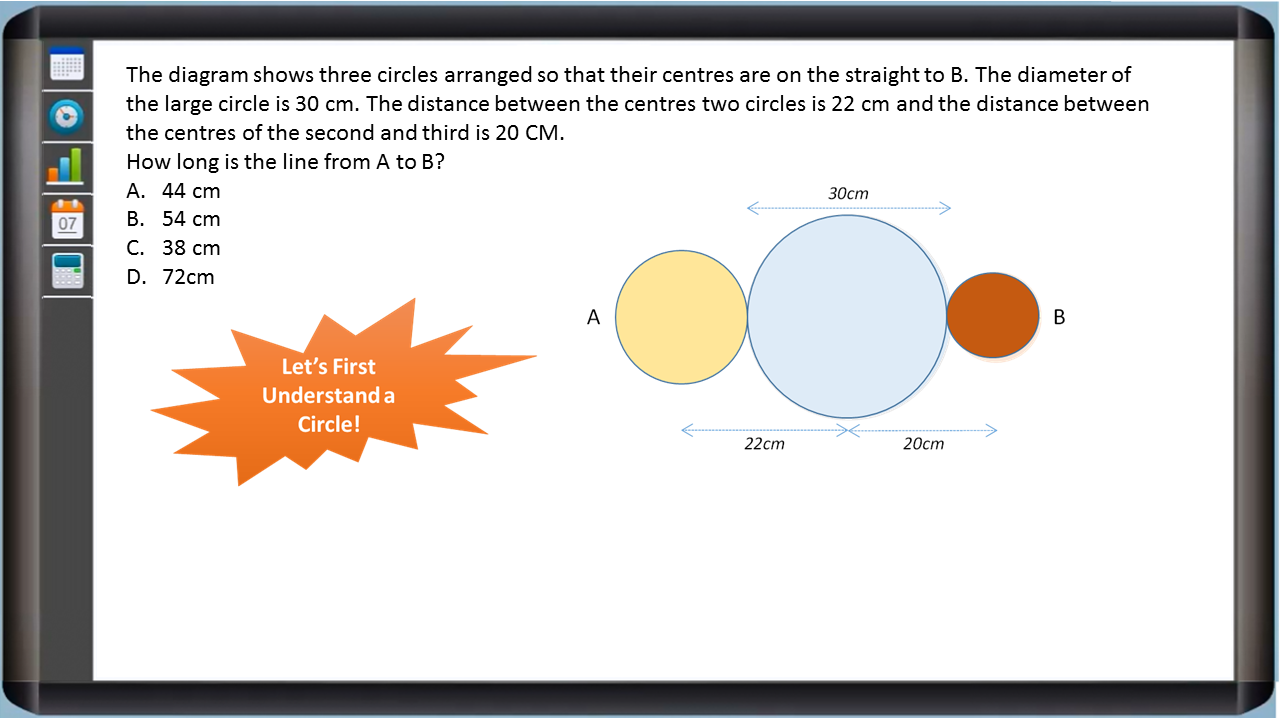 The diagram shows three circles arranged so that their centres are on the straight to B. The diameter of
the large circle is 30 cm. The distance between the centres two circles is 22 cm and the distance between
the centres of the second and third is 20 CM.
How long is the line from A to B?
A. 44 cm
B. 54 cm
C. 38 cm
D. 72cm
07
30cm
A
B
22cm
20cm
Let's First
Understand a
Circle!